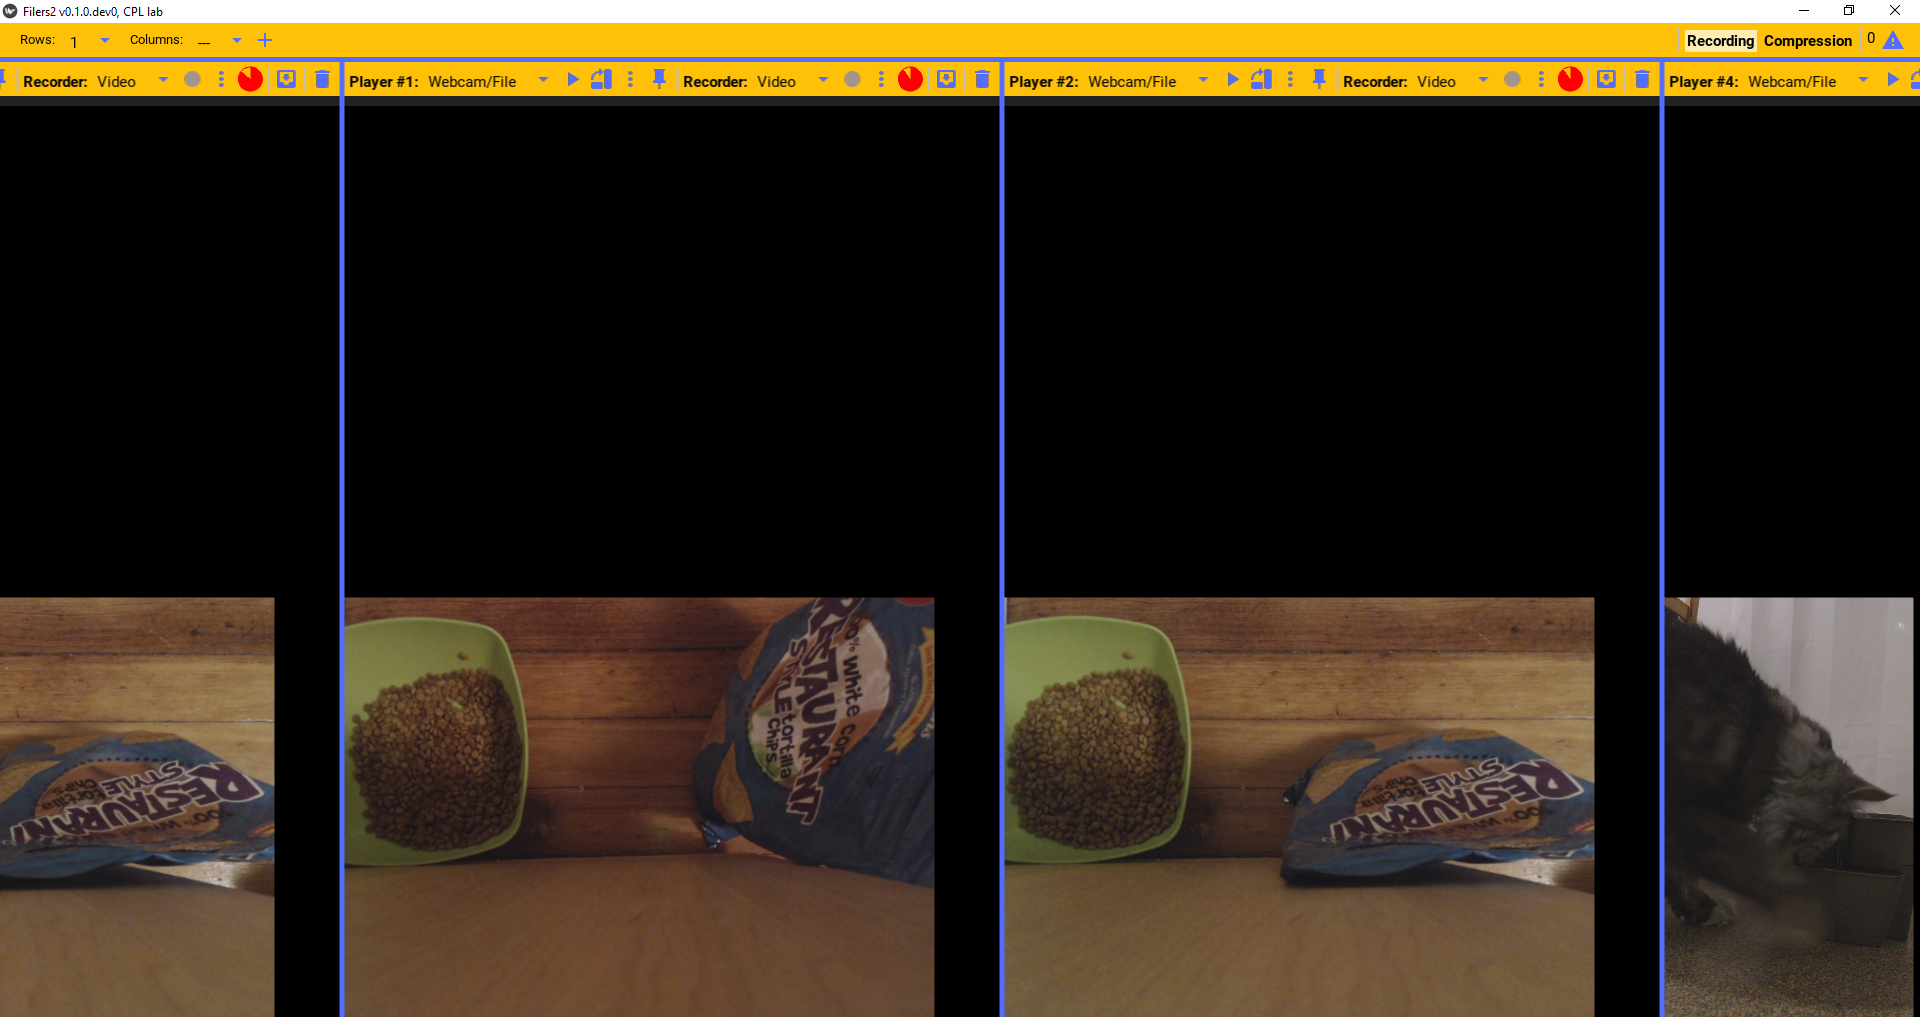 Filers2 v0.1.0.dev0, CPL lab
Rows: 1 Columns: --- Recording Compression 0
Recorder: Video Player #1: Webcam/File Recorder: Video Player #2: Webcam/File Recorder: Video Player #4: Webcam/File
RESTAURANT
STYLE
tortilla
CHIPS
100% White Corn
RESTAURANT
STYLE tortilla
CHIPS
RESTAURANT
STYLE
tortilla
CHIPS